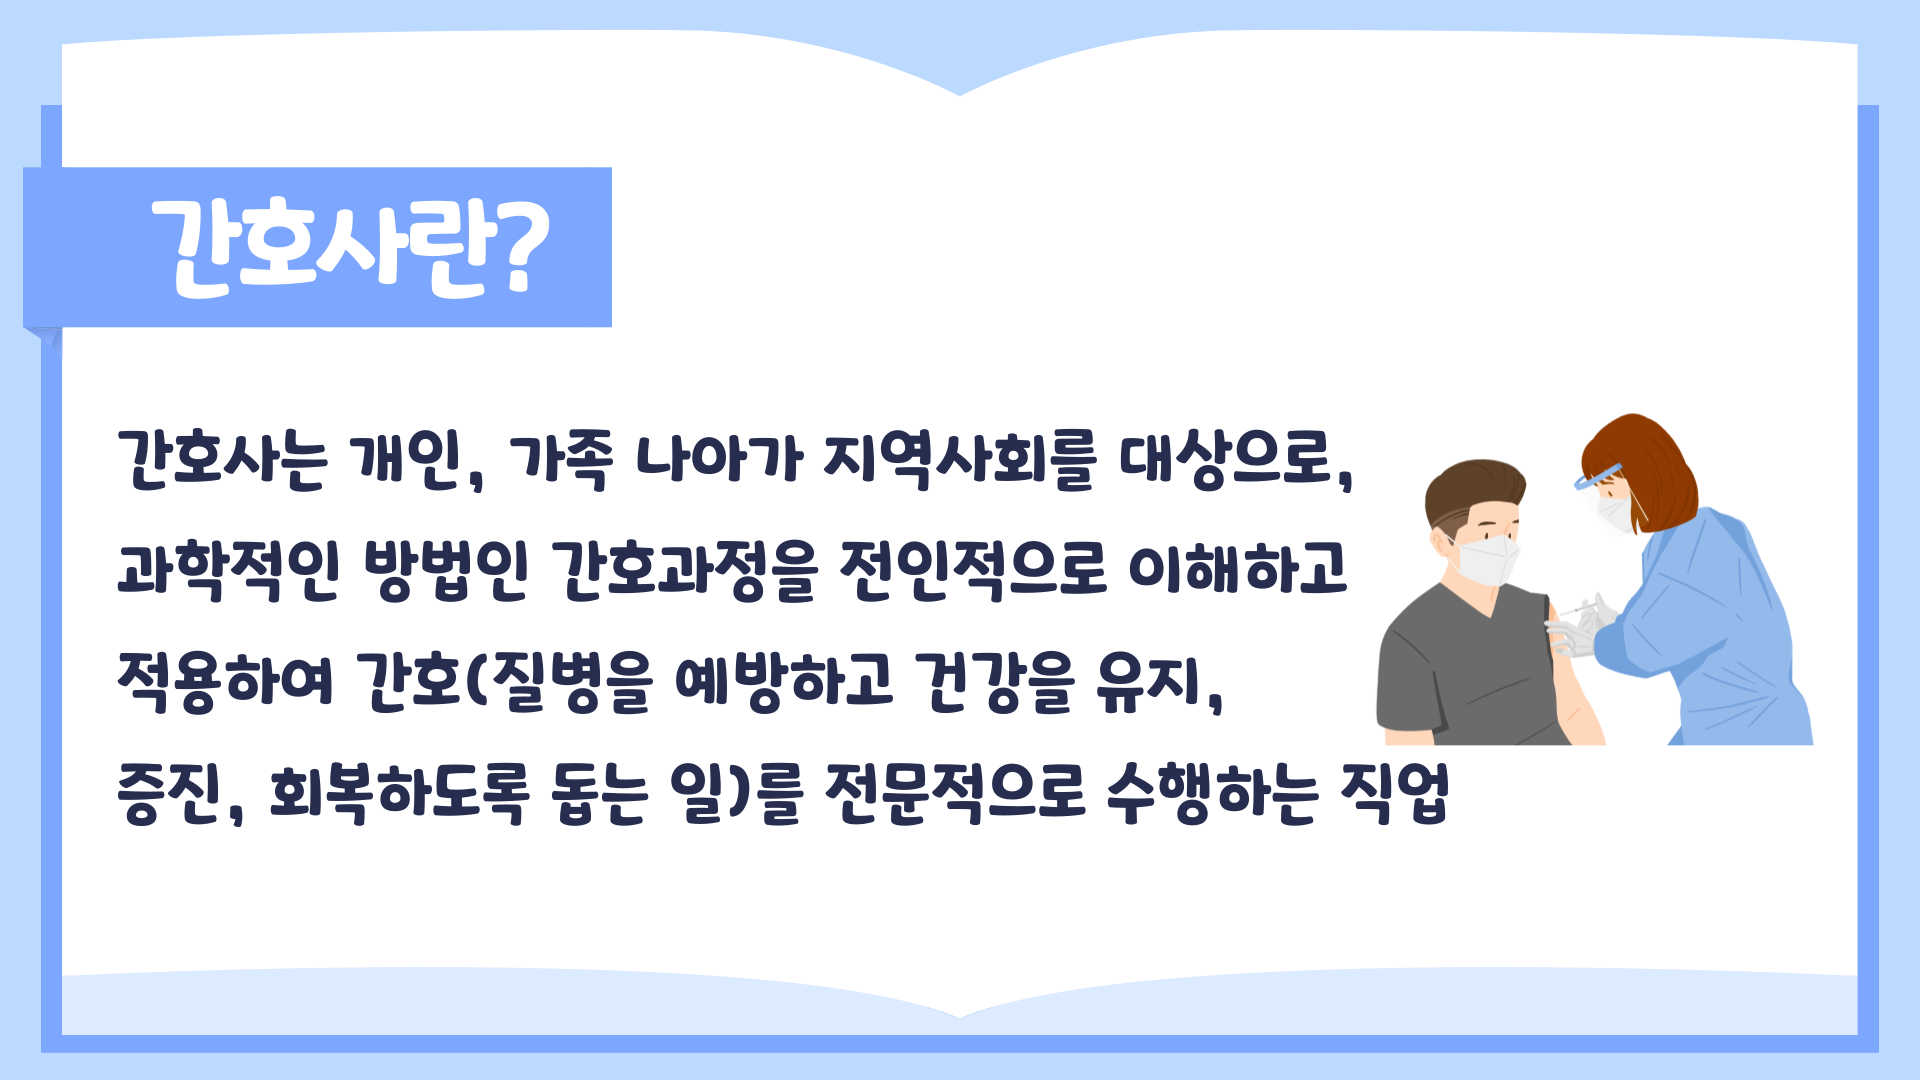 간호사란?
간호사는 개인, 가족 나아가 지역사회를 대상으로,
과학적인 방법인 간호과정을 전인적으로 이해하고
적용하여 간호(질병을 예방하고 건강을 유지,
증진, 회복하도록 돕는 일)를 전문적으로 수행하는 직업